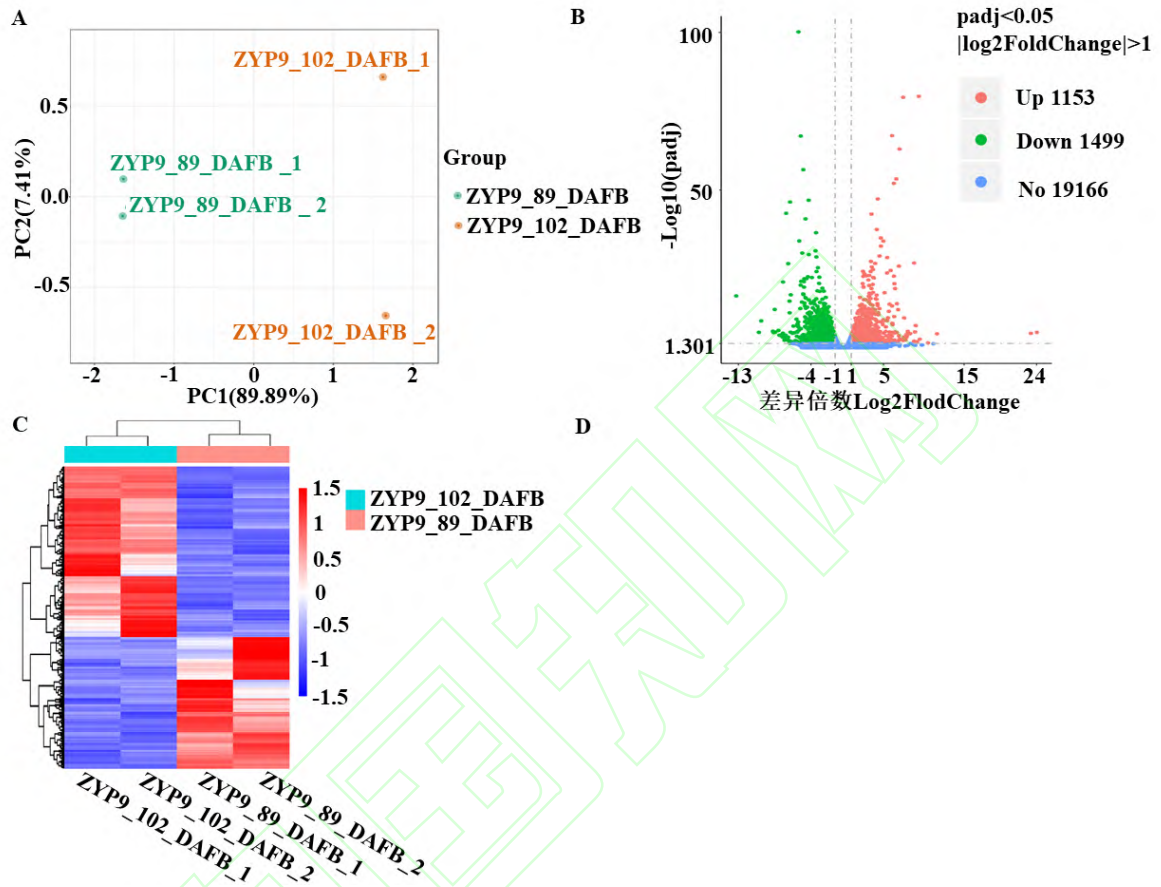 A
ZYP9_102_DAFB_1
0.5
ZYP9_89_DAFB _1
0.0
ZYP9_89_DAFB _ 2
-0.5
ZYP9_102_DAFB _2
PC2(7.41%)
-2 -1 0 1 2
PC1(89.89%)
Group
ZYP9_89_DAFB
ZYP9_102_DAFB
B
padj<0.05
|log2FoldChange|>1
100
50
1.301
-Log10(padj)
Up 1153
Down 1499
No 19166
-13 -4 -1 1 5 15 24
差异倍数Log2FlodChange
C
1.5
1
0.5
0
-0.5
-1
-1.5
ZYP9_102_DAFB
ZYP9_89_DAFB
ZYP9_102_DAFB_1
ZYP9_102_DAFB_2
ZYP9_89_DAFB_1
ZYP9_89_DAFB_2
D
中国知网